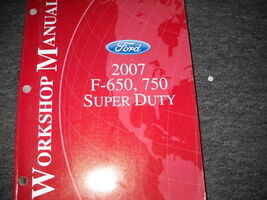 WORKSHOP MANUAL
Ford
2007
F-650, 750
SUPER DUTY